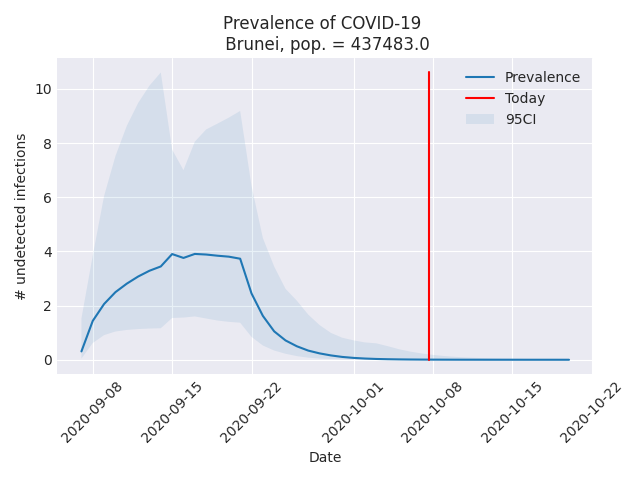 Prevalence of COVID-19
Brunei, pop. = 437483.0
Prevalence
Today
95CI
# undetected infections
10
8
6
4
2
0
2020-09-08
2020-09-15
2020-09-22
2020-10-01
2020-10-08
2020-10-15
2020-10-22
Date